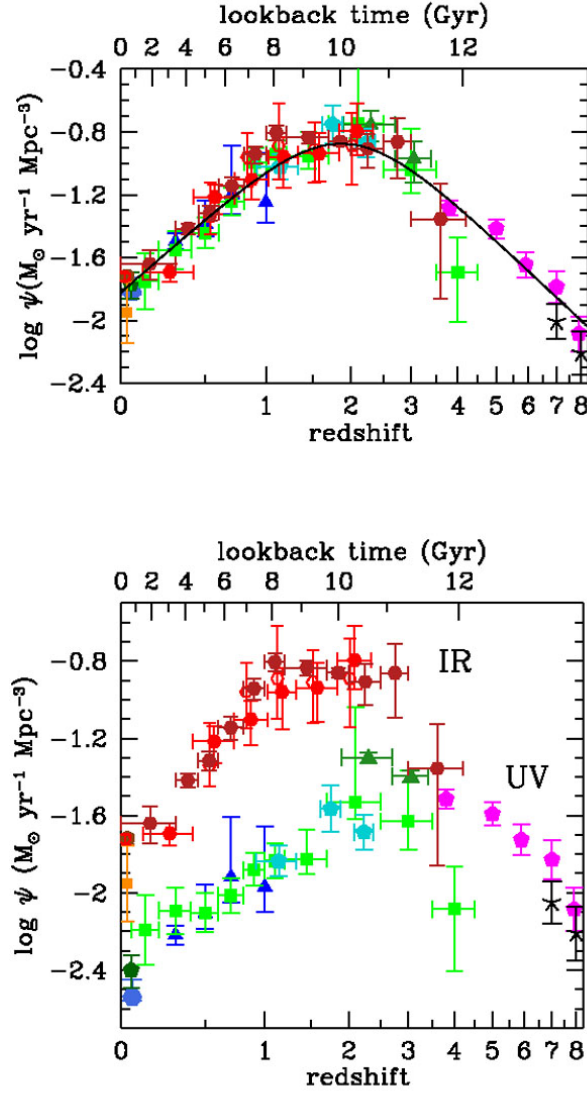 lookback time (Gyr)
0 2 4 6 8 10 12
-0.4
-0.8
-1.2
-1.6
-2
-2.4
log ψ(M⊙ yr⁻¹ Mpc⁻³)
0 1 2 3 4 5 6 7 8
redshift
lookback time (Gyr)
0 2 4 6 8 10 12
IR
UV
-0.8
-1.2
-1.6
-2
-2.4
log ψ (M⊙ yr⁻¹ Mpc⁻³)
0 1 2 3 4 5 6 7 8
redshift